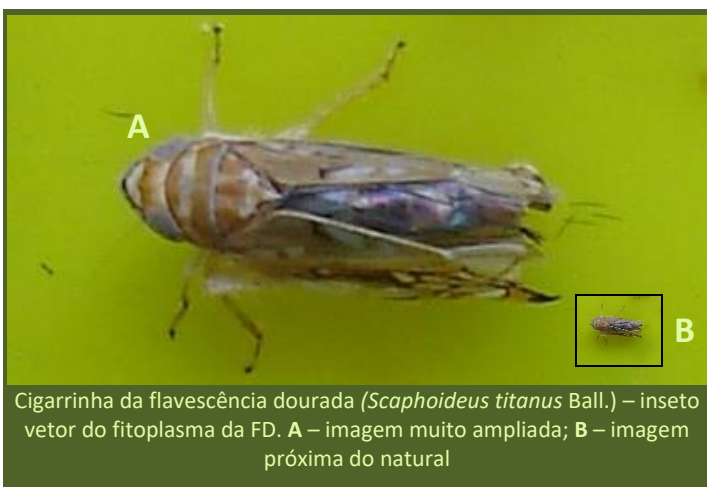 A
B
Cigarrinha da flavescência dourada (Scaphoideus titanus Ball.) – inseto
vetor do fitoplasma da FD. A – imagem muito ampliada; B – imagem
próxima do natural